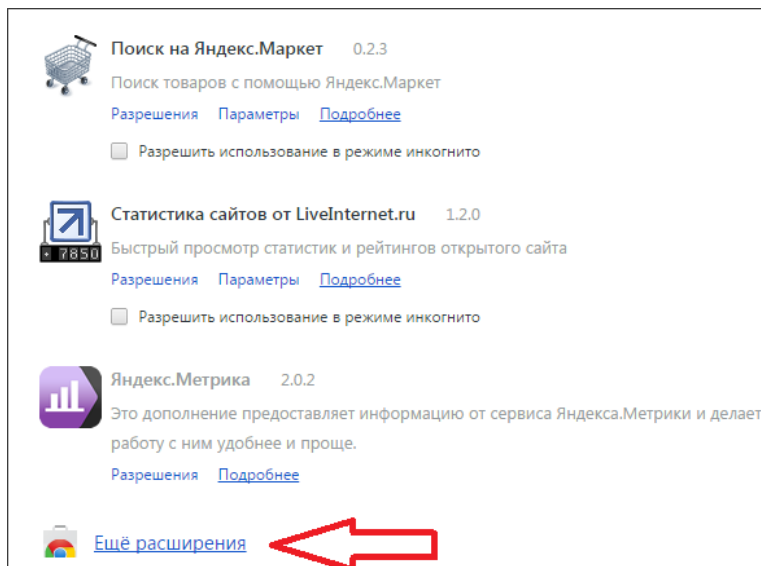 Поиск на Яндекс.Маркет 0.2.3
Поиск товаров с помощью Яндекс.Маркет
Разрешения Параметры Подробнее
Разрешить использование в режиме инкогнито
Статистика сайтов от LiveInternet.ru 1.2.0
7850
Быстрый просмотр статистик и рейтингов открытого сайта
Разрешения Параметры Подробнее
Разрешить использование в режиме инкогнито
Яндекс.Метрика 2.0.2
Это дополнение предоставляет информацию от сервиса Яндекса.Метрики и делает
работу с ним удобнее и проще.
Разрешения Подробнее
Ещё расширения